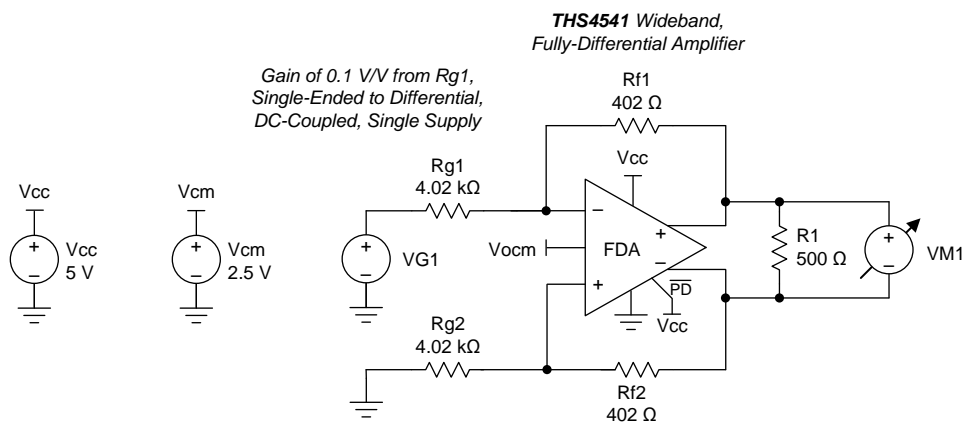 THS4541 Wideband,
Fully-Differential Amplifier
Gain of 0.1 V/V from Rg1,
Single-Ended to Differential,
DC-Coupled, Single Supply
Rf1
402 Ω
Vcc
Rg1
4.02 kΩ
Vcc
Vcm
+
−
Vcc
5 V
+
−
Vcm
2.5 V
+
−
VG1
Vocm
−
+
FDA
+
−
PD
Vcc
R1
500 Ω
+
−
VM1
Rg2
4.02 kΩ
Rf2
402 Ω